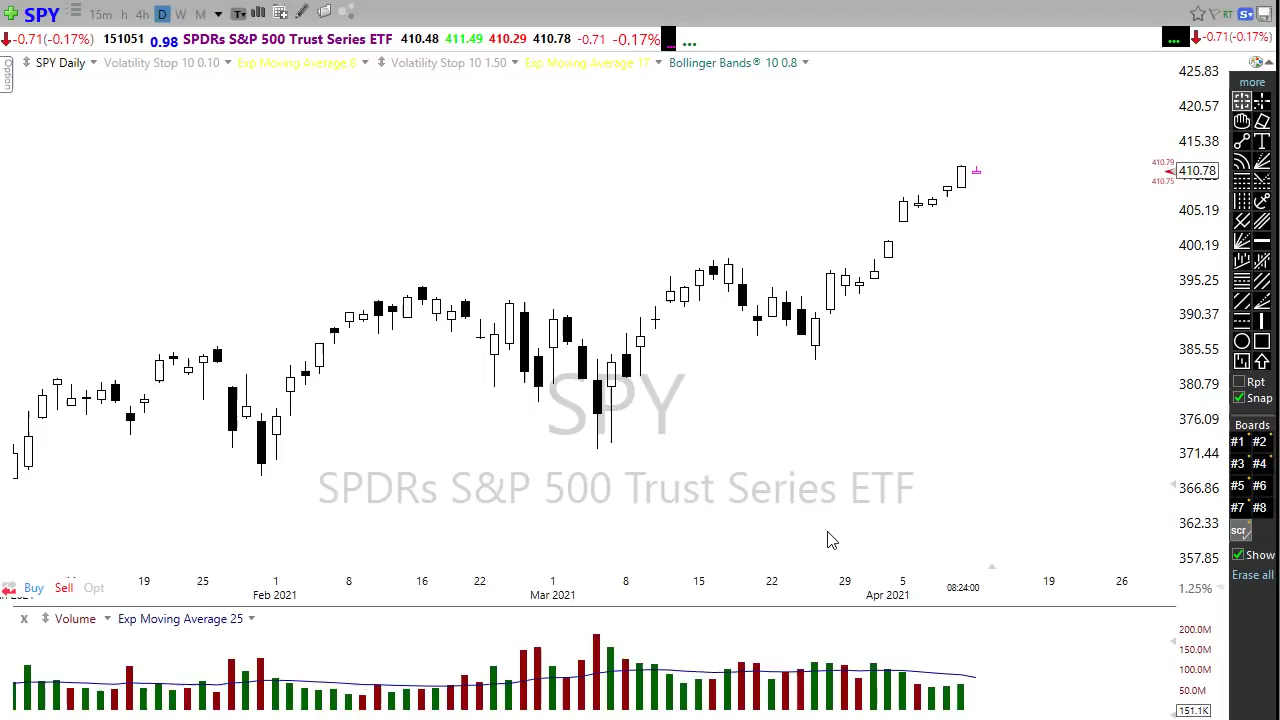 SPY 15m h 4h D W M T RT S
-0.71(-0.17%) 151051 0.98 SPDRs S&P 500 Trust Series ETF 410.48 411.49 410.29 410.78 -0.71 -0.17% ... ... -0.71(-0.17%)
Option
SPY Daily Volatility Stop 10 0.10 Exp Moving Average 8 Volatility Stop 10 1.50 Exp Moving Average 17 Bollinger Bands® 10 0.8
425.83
more
420.57
415.38
410.79
410.78
410.75
405.19
400.19
395.25
390.37
385.55
380.79
376.09
371.44
366.86
362.33
357.85
SPY
SPDRs S&P 500 Trust Series ETF
Rpt
Snap
Boards
#1 #2
#3 #4
#5 #6
#7 #8
scr
Show
Erase all
19 25 1 8 16 22 1 8 15 22 29 5 08:24:00 19 26
Buy Sell Opt
Feb 2021 Mar 2021 Apr 2021
1.25%
x Volume Exp Moving Average 25
200.0M
150.0M
100.0M
50.0M
151.1K